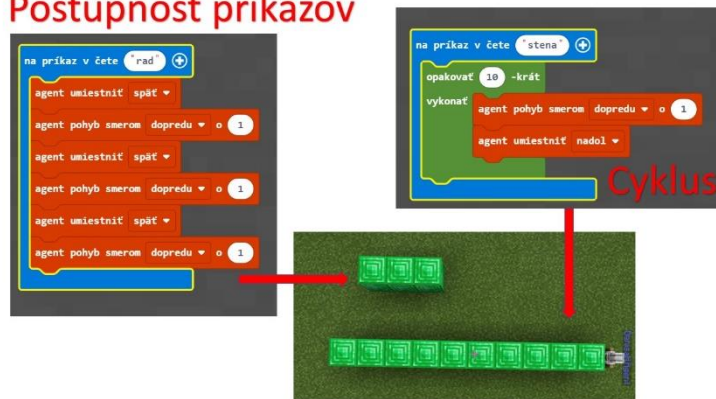 Postupnosť príkazov
na príkaz v čete "rad"
agent umiestniť späť
agent pohyb smerom dopredu o 1
agent umiestniť späť
agent pohyb smerom dopredu o 1
agent umiestniť späť
agent pohyb smerom dopredu o 1
na príkaz v čete "stena"
opakovať 10 -krát
vykonať
agent pohyb smerom dopredu o 1
agent umiestniť nadol
Cyklus